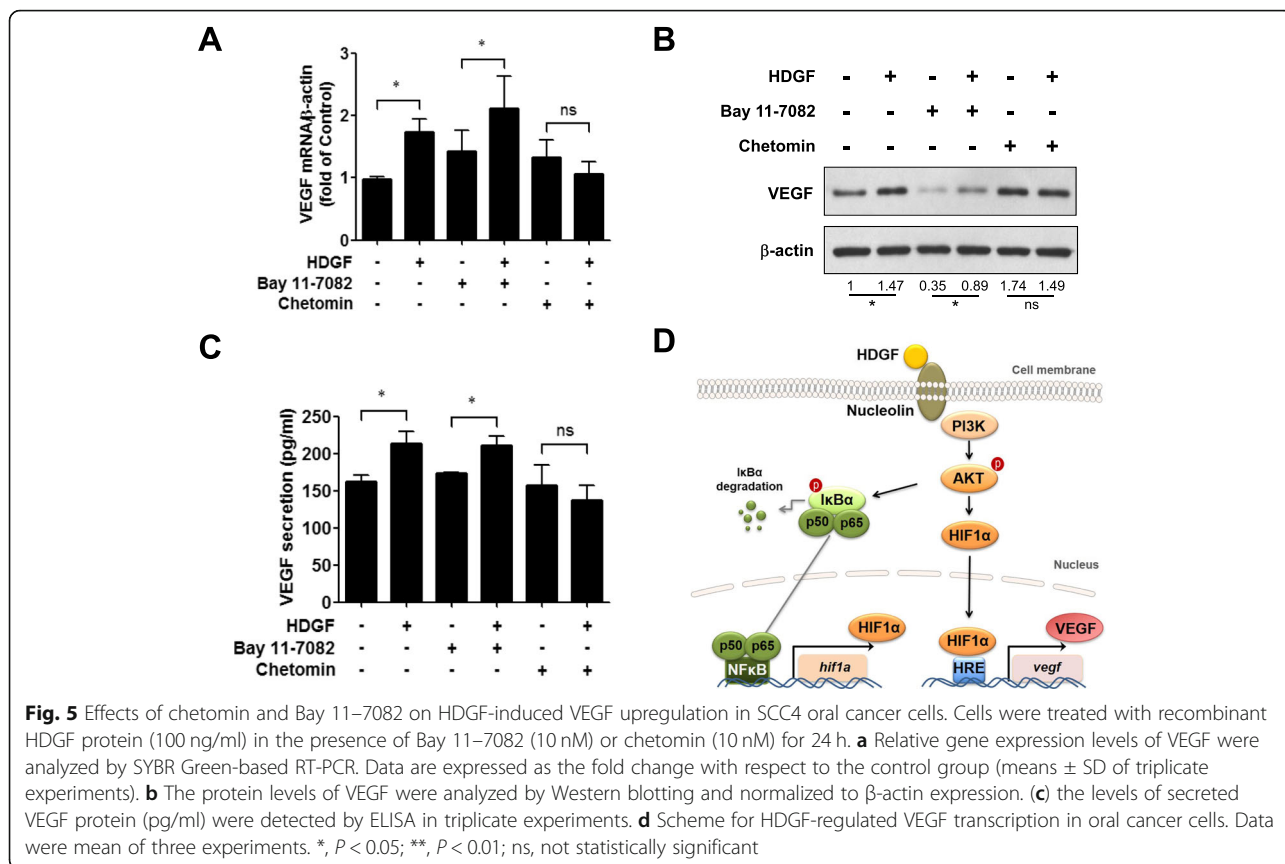 A
VEGF mRNA/β-actin
(fold of Control)
3
2
1
0
*
*
ns
HDGF - + - + - +
Bay 11-7082 - - + + - -
Chetomin - - - - + +
B
HDGF - + - + - +
Bay 11-7082 - - + + - -
Chetomin - - - - + +
VEGF
β-actin
1 1.47 0.35 0.89 1.74 1.49
* * ns
C
VEGF secretion (pg/ml)
250
200
150
100
50
0
*
*
ns
HDGF - + - + - +
Bay 11-7082 - - + + - -
Chetomin - - - - + +
D
HDGF
Cell membrane
Nucleolin
PI3K
P
AKT
IκBα
degradation
P
IκBα
p50 p65
HIF1α
Nucleus
HIF1α
VEGF
p50 p65
NFκB
hif1a
HIF1α
HRE
vegf
Fig. 5 Effects of chetomin and Bay 11–7082 on HDGF-induced VEGF upregulation in SCC4 oral cancer cells. Cells were treated with recombinant
HDGF protein (100 ng/ml) in the presence of Bay 11–7082 (10 nM) or chetomin (10 nM) for 24 h. a Relative gene expression levels of VEGF were
analyzed by SYBR Green-based RT-PCR. Data are expressed as the fold change with respect to the control group (means ± SD of triplicate
experiments). b The protein levels of VEGF were analyzed by Western blotting and normalized to β-actin expression. (c) the levels of secreted
VEGF protein (pg/ml) were detected by ELISA in triplicate experiments. d Scheme for HDGF-regulated VEGF transcription in oral cancer cells. Data
were mean of three experiments. *, P < 0.05; **, P < 0.01; ns, not statistically significant